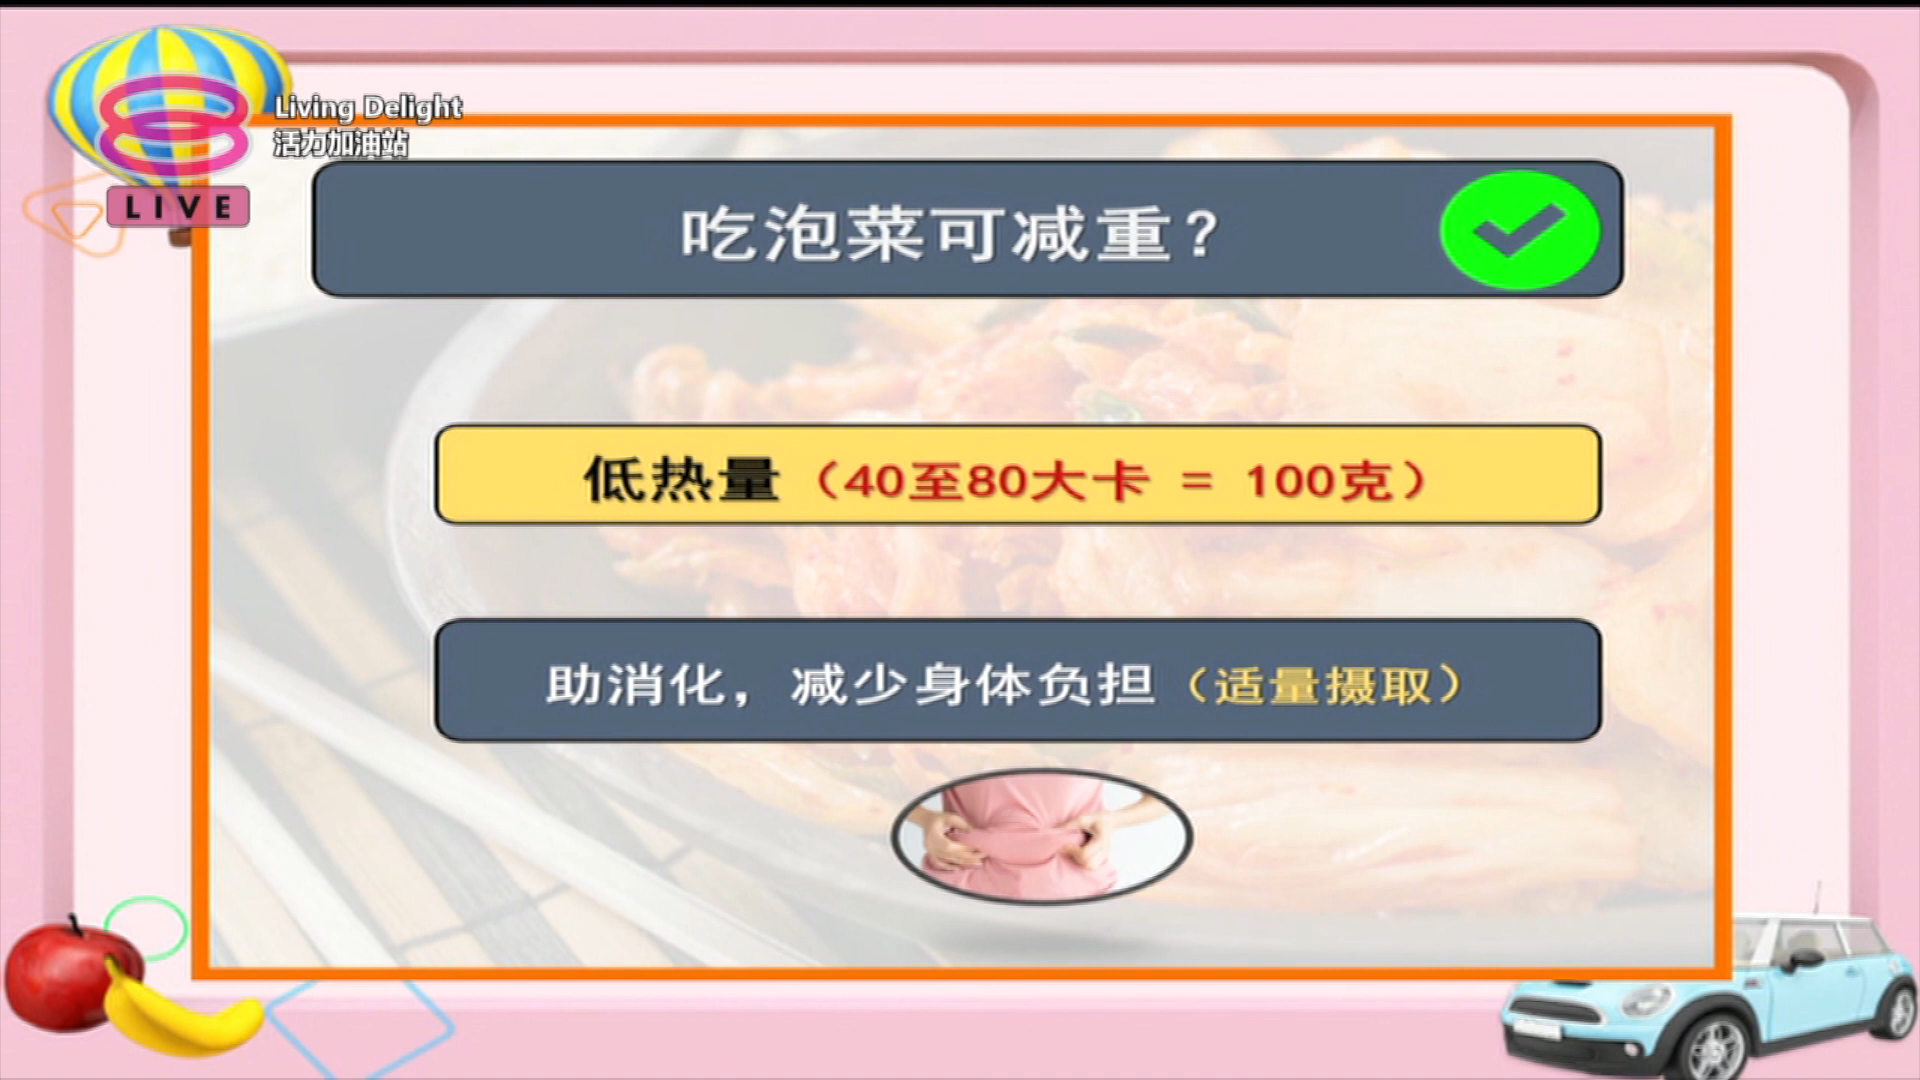 Living Delight
活力加油站
LIVE
吃泡菜可减重？
低热量（40至80大卡 = 100克）
助消化，减少身体负担（适量摄取）